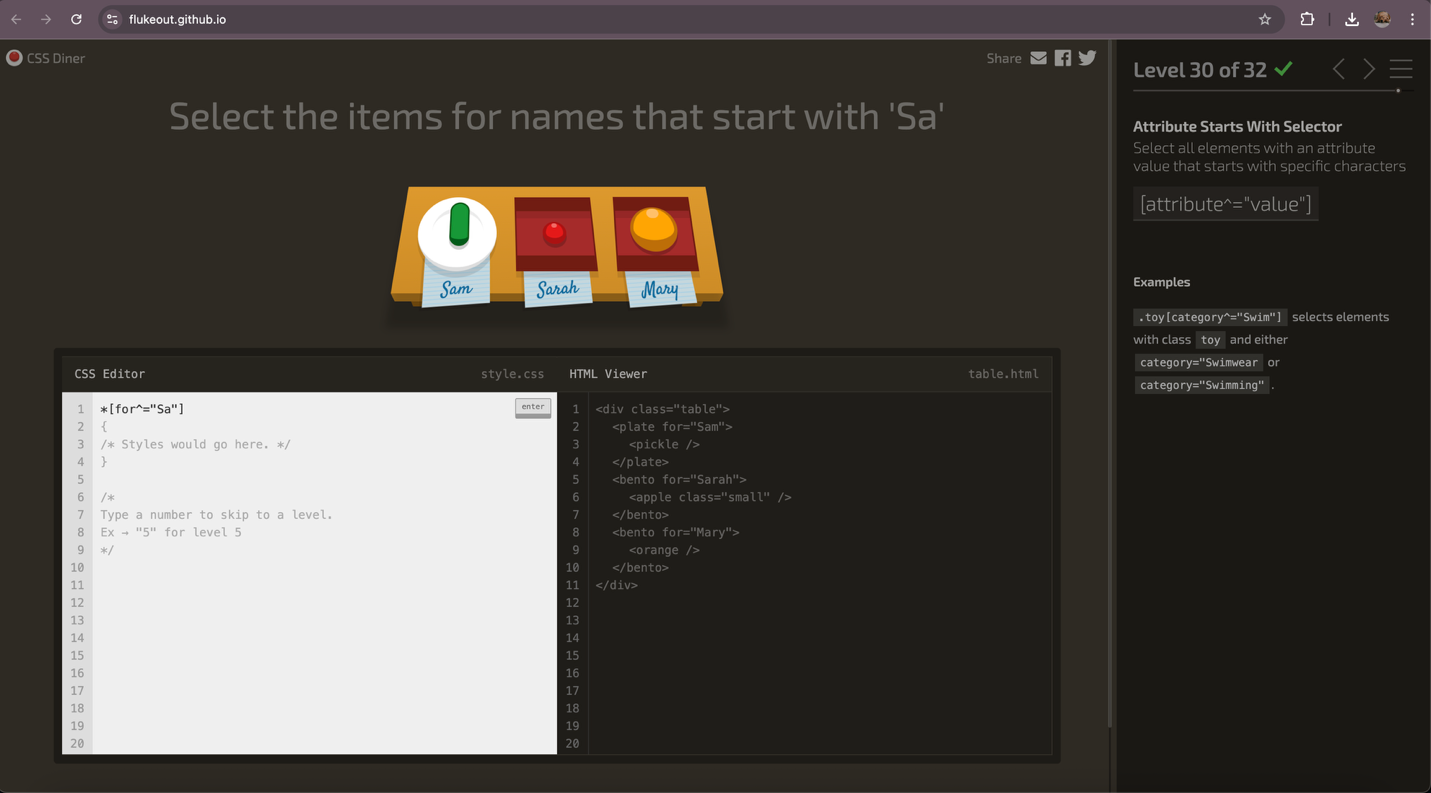 flukeout.github.io
CSS Diner
Share
Select the items for names that start with 'Sa'
Sam
Sarah
Mary
CSS Editor style.css
1 *[for^="Sa"] enter
2 {
3 /* Styles would go here. */
4 }
5
6 /*
7 Type a number to skip to a level.
8 Ex → "5" for level 5
9 */
10
11
12
13
14
15
16
17
18
19
20
HTML Viewer table.html
1 <div class="table">
2 <plate for="Sam">
3 <pickle />
4 </plate>
5 <bento for="Sarah">
6 <apple class="small" />
7 </bento>
8 <bento for="Mary">
9 <orange />
10 </bento>
11 </div>
12
13
14
15
16
17
18
19
20
Level 30 of 32
Attribute Starts With Selector
Select all elements with an attribute
value that starts with specific characters
[attribute^="value"]
Examples
.toy[category^="Swim"] selects elements
with class toy and either
category="Swimwear or
category="Swimming" .